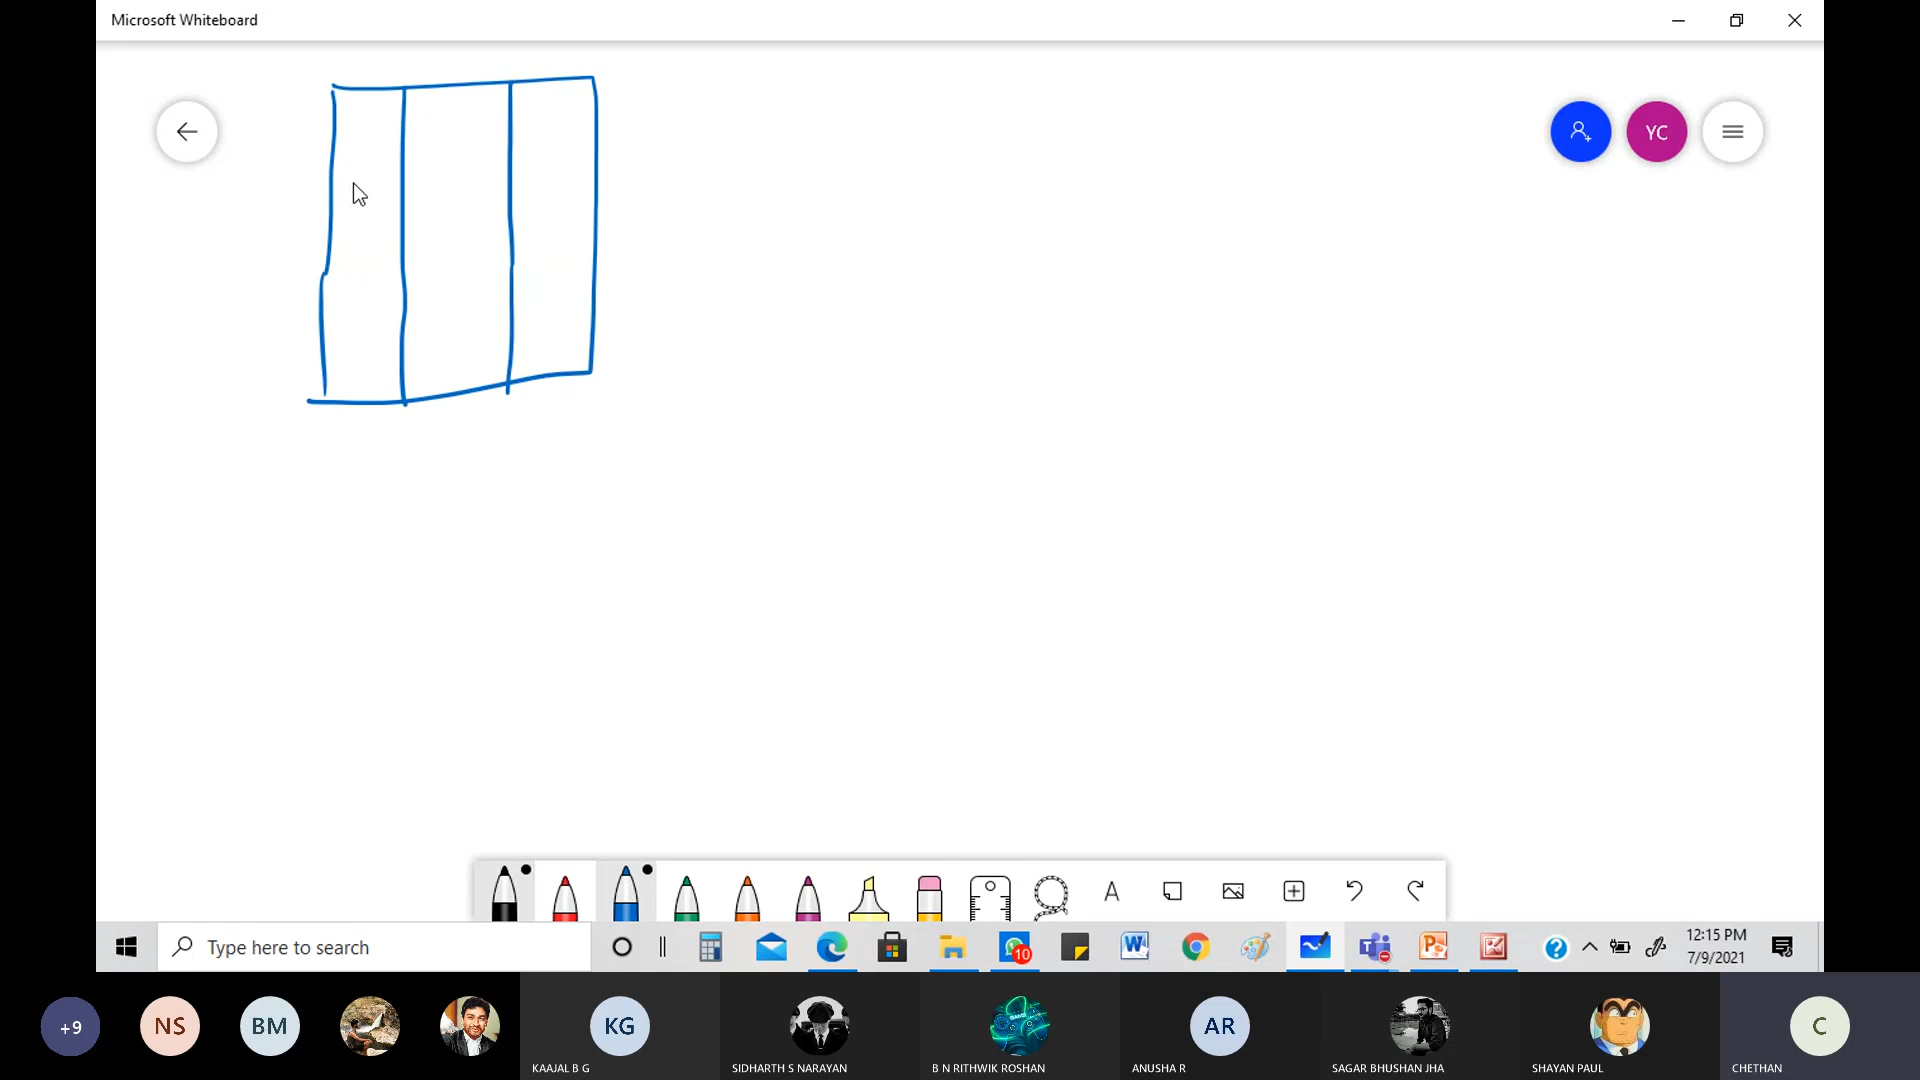 Microsoft Whiteboard
YC
A
Type here to search
10
12:15 PM
7/9/2021
+9
NS
BM
KG
AR
C
KAAJAL B G
SIDHARTH S NARAYAN
B N RITHWIK ROSHAN
ANUSHA R
SAGAR BHUSHAN JHA
SHAYAN PAUL
CHETHAN